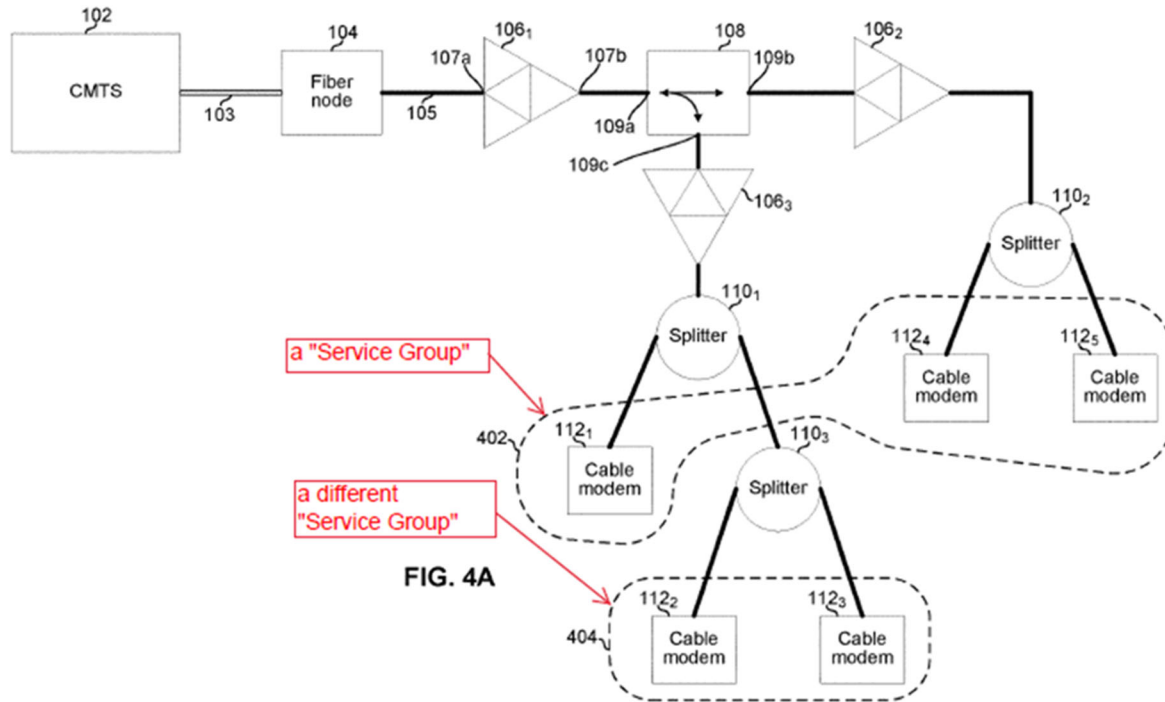 102
104
106₁
108
106₂
107a
107b
109b
CMTS
Fiber
node
103
105
109a
109c
106₃
110₂
Splitter
110₁
Splitter
a "Service Group"
112₄
112₅
Cable
modem
Cable
modem
402
112₁
110₃
Cable
modem
Splitter
a different
"Service Group"
FIG. 4A
112₂
112₃
404
Cable
modem
Cable
modem